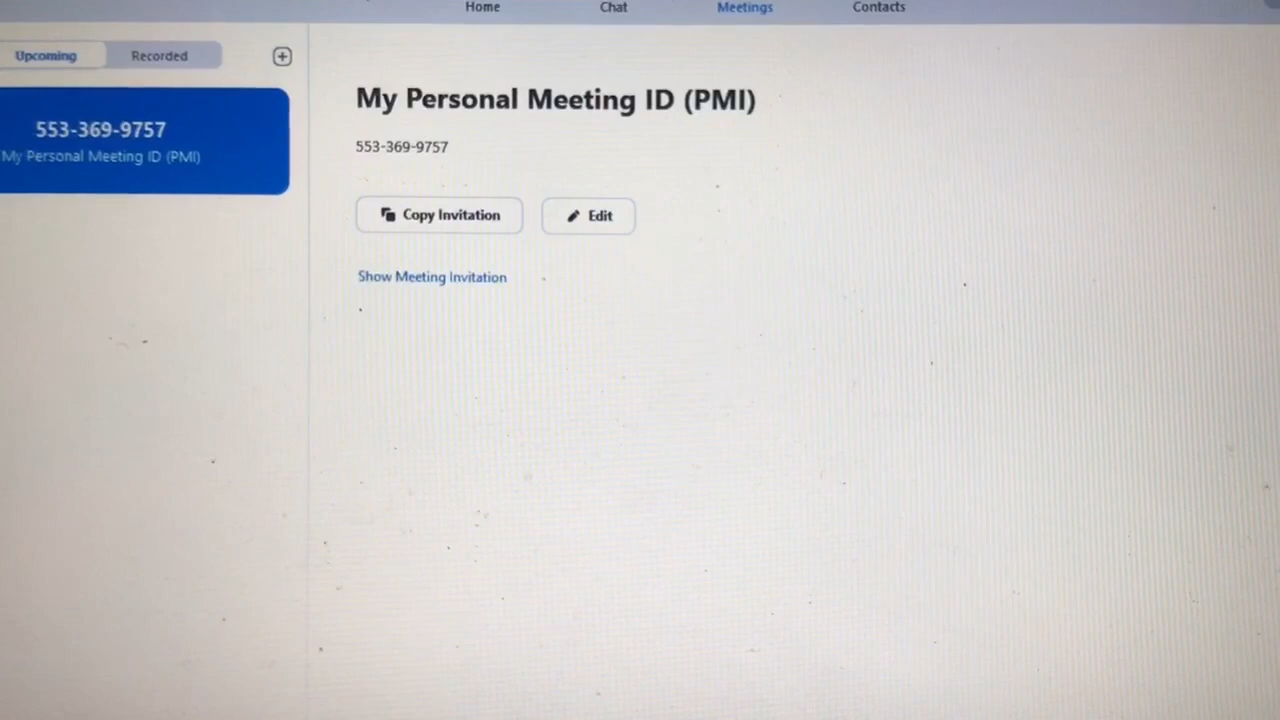 Home Chat Meetings Contacts
Upcoming Recorded
553-369-9757
My Personal Meeting ID (PMI)
My Personal Meeting ID (PMI)
553-369-9757
Copy Invitation Edit
Show Meeting Invitation